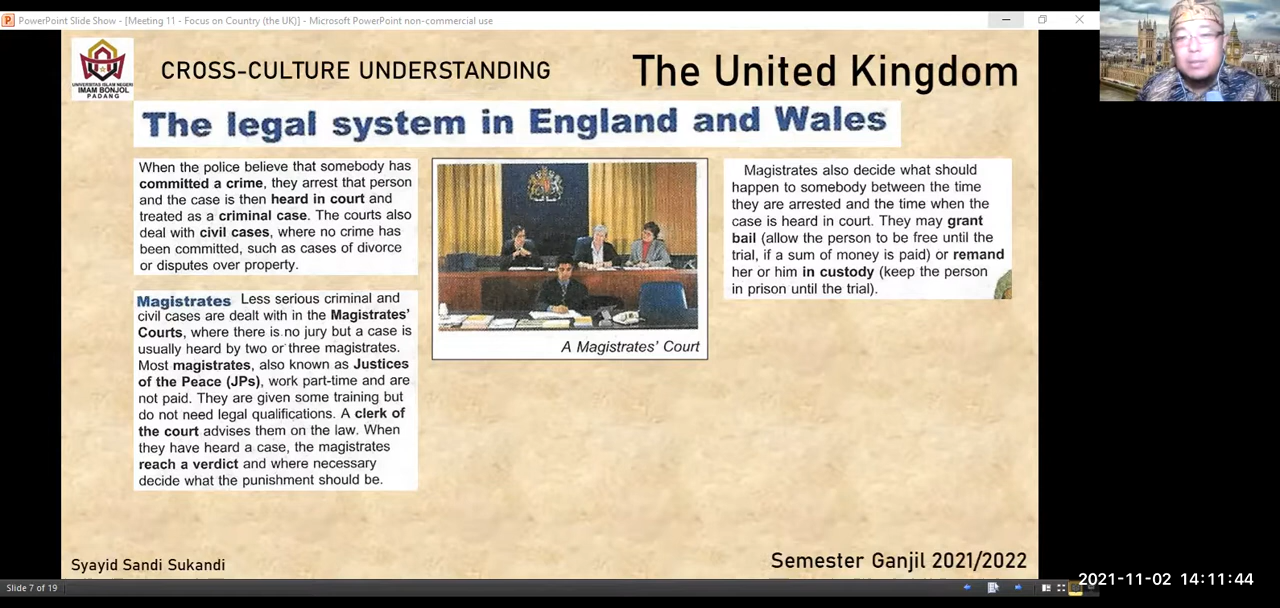 PowerPoint Slide Show - [Meeting 11 - Focus on Country (the UK)] - Microsoft PowerPoint non-commercial use
UNIVERSITAS ISLAM NEGERI
IMAM BONJOL
PADANG
CROSS-CULTURE UNDERSTANDING
The United Kingdom
The legal system in England and Wales
When the police believe that somebody has
committed a crime, they arrest that person
and the case is then heard in court and
treated as a criminal case. The courts also
deal with civil cases, where no crime has
been committed, such as cases of divorce
or disputes over property.
Magistrates Less serious criminal and
civil cases are dealt with in the Magistrates'
Courts, where there is no jury but a case is
usually heard by two or three magistrates.
Most magistrates, also known as Justices
of the Peace (JPs), work part-time and are
not paid. They are given some training but
do not need legal qualifications. A clerk of
the court advises them on the law. When
they have heard a case, the magistrates
reach a verdict and where necessary
decide what the punishment should be.
A Magistrates' Court
Magistrates also decide what should
happen to somebody between the time
they are arrested and the time when the
case is heard in court. They may grant
bail (allow the person to be free until the
trial, if a sum of money is paid) or remand
her or him in custody (keep the person
in prison until the trial).
Syayid Sandi Sukandi
Semester Ganjil 2021/2022
Slide 7 of 19
2021-11-02 14:11:44